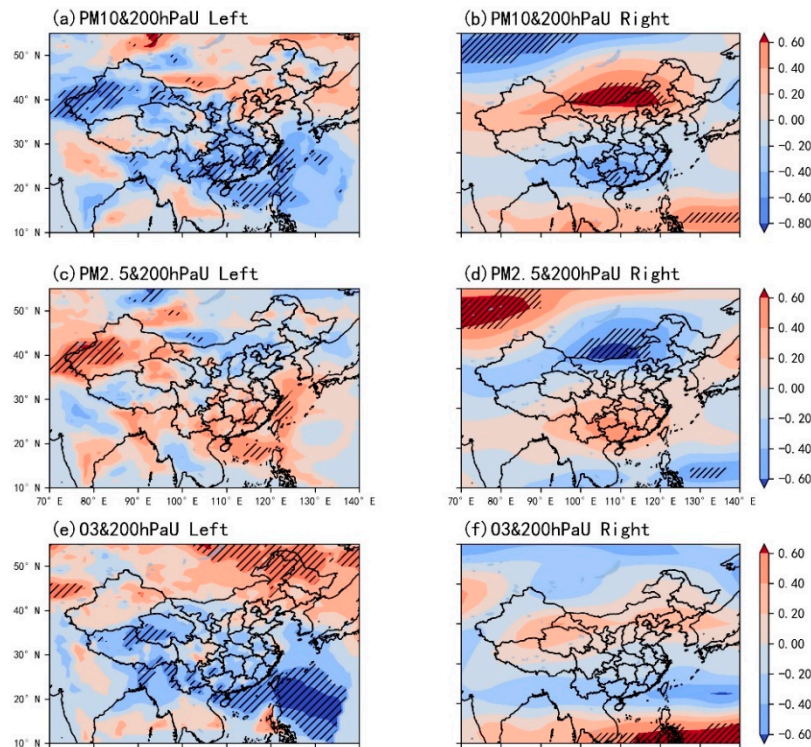 (a)PM10&200hPaU Left
(b)PM10&200hPaU Right
50° N
40° N
30° N
20° N
10° N
0.60
0.40
0.20
0.00
-0.20
-0.40
-0.60
-0.80
(c)PM2.5&200hPaU Left
(d)PM2.5&200hPaU Right
50° N
40° N
30° N
20° N
10° N
70° E 80° E 90° E 100° E 110° E 120° E 130° E 140° E
70° E 80° E 90° E 100° E 110° E 120° E 130° E 140° E
0.60
0.40
0.20
0.00
-0.20
-0.40
-0.60
(e)O3&200hPaU Left
(f)O3&200hPaU Right
50° N
40° N
30° N
20° N
10° N
0.60
0.40
0.20
0.00
-0.20
-0.40
-0.60